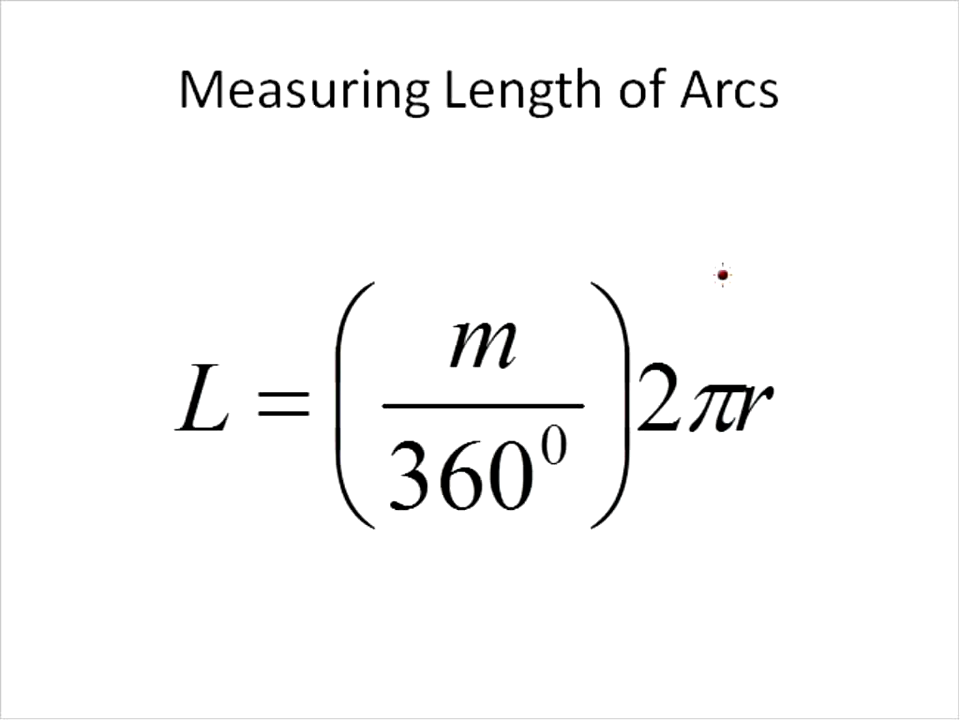 Measuring Length of Arcs
L = (m/360⁰)2πr